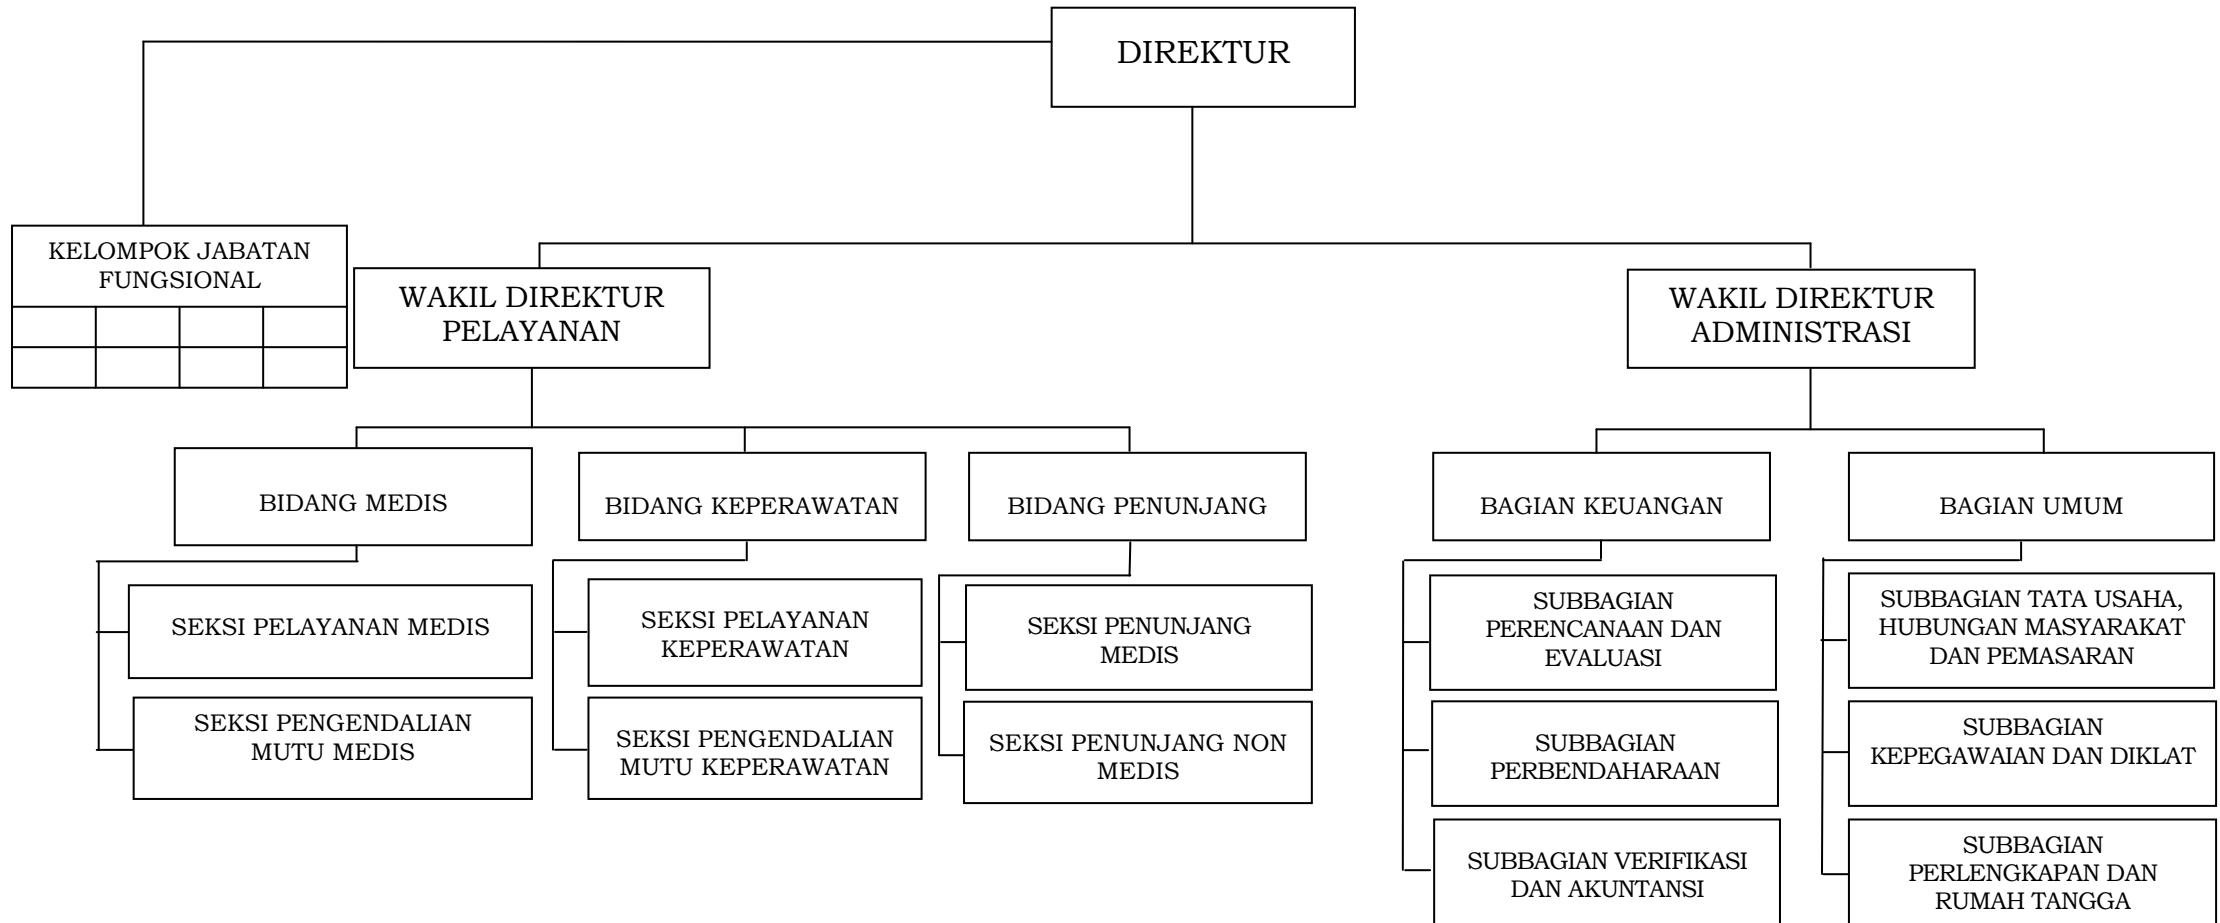 DIREKTUR
KELOMPOK JABATAN
FUNGSIONAL
WAKIL DIREKTUR
PELAYANAN
WAKIL DIREKTUR
ADMINISTRASI
BIDANG MEDIS
BIDANG KEPERAWATAN
BIDANG PENUNJANG
BAGIAN KEUANGAN
BAGIAN UMUM
SEKSI PELAYANAN MEDIS
SEKSI PENGENDALIAN
MUTU MEDIS
SEKSI PELAYANAN
KEPERAWATAN
SEKSI PENGENDALIAN
MUTU KEPERAWATAN
SEKSI PENUNJANG
MEDIS
SEKSI PENUNJANG NON
MEDIS
SUBBAGIAN
PERENCANAAN DAN
EVALUASI
SUBBAGIAN
PERBENDAHARAAN
SUBBAGIAN VERIFIKASI
DAN AKUNTANSI
SUBBAGIAN TATA USAHA,
HUBUNGAN MASYARAKAT
DAN PEMASARAN
SUBBAGIAN
KEPEGAWAIAN DAN DIKLAT
SUBBAGIAN
PERLENGKAPAN DAN
RUMAH TANGGA